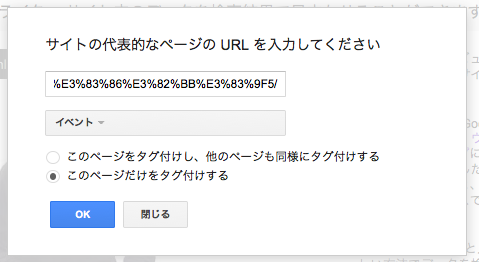 サイトの代表的なページの URL を入力してください
%E3%83%86%E3%82%BB%E3%83%9F5/
イベント
このページをタグ付けし、他のページも同様にタグ付けする
このページだけをタグ付けする
OK 閉じる